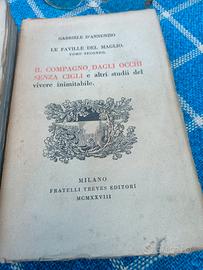 GABRIELE D'ANNUNZIO
LE FAVILLE DEL MAGLIO.
TOMO SECONDO.
IL COMPAGNO DAGLI OCCHI
SENZA CIGLI e altri studii del
vivere inimitabile.
MILANO
FRATELLI TREVES EDITORI
MCMXXVIII